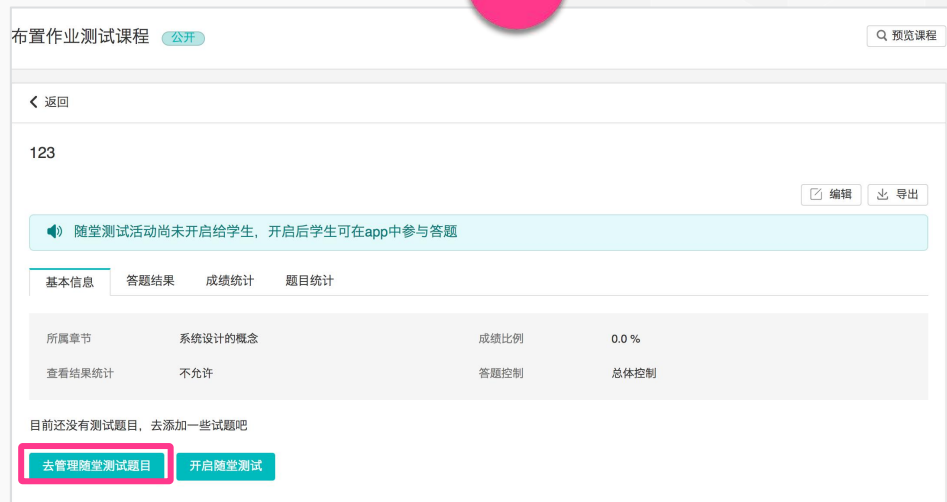 布置作业测试课程 公开 预览课程
返回
123
编辑 导出
随堂测试活动尚未开启给学生，开启后学生可在app中参与答题
基本信息 答题结果 成绩统计 题目统计
所属章节 系统设计的概念 成绩比例 0.0 %
查看结果统计 不允许 答题控制 总体控制
目前还没有测试题目，去添加一些试题吧
去管理随堂测试题目 开启随堂测试